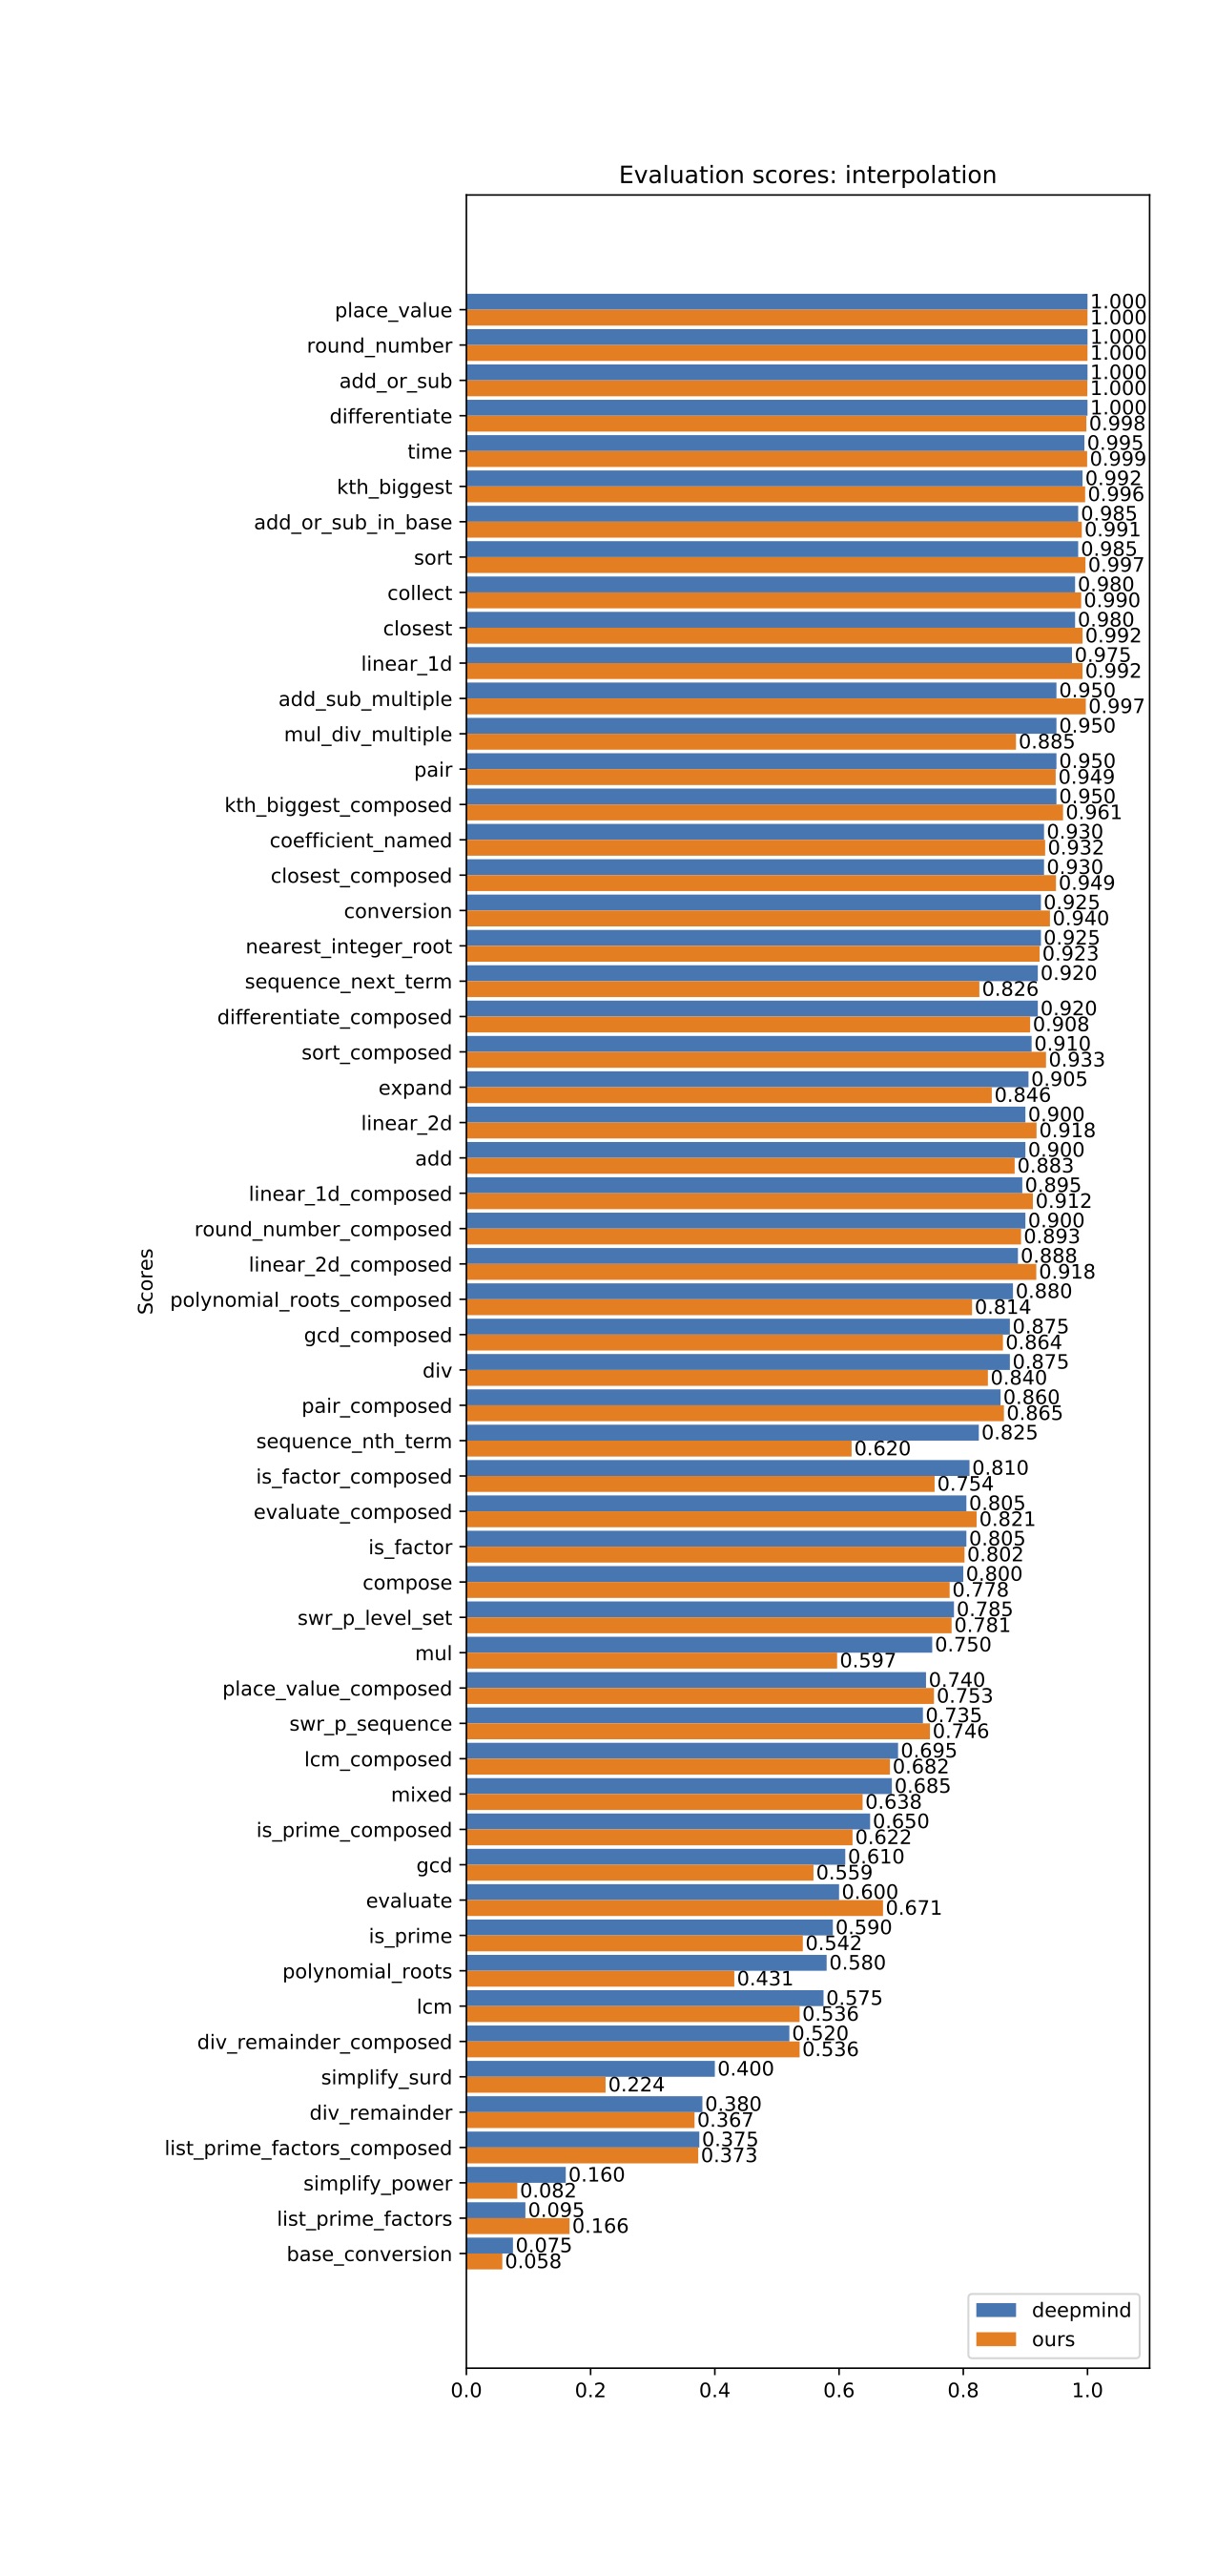 Evaluation scores: interpolation
place_value 1.000
1.000
round_number 1.000
1.000
add_or_sub 1.000
1.000
differentiate 1.000
0.998
time 0.995
0.999
kth_biggest 0.992
0.996
add_or_sub_in_base 0.985
0.991
sort 0.985
0.997
collect 0.980
0.990
closest 0.980
0.992
linear_1d 0.975
0.992
add_sub_multiple 0.950
0.997
mul_div_multiple 0.950
0.885
pair 0.950
0.949
kth_biggest_composed 0.950
0.961
coefficient_named 0.930
0.932
closest_composed 0.930
0.949
conversion 0.925
0.940
nearest_integer_root 0.925
0.923
sequence_next_term 0.920
0.826
differentiate_composed 0.920
0.908
sort_composed 0.910
0.933
expand 0.905
0.846
linear_2d 0.900
0.918
add 0.900
0.883
linear_1d_composed 0.895
0.912
round_number_composed 0.900
0.893
linear_2d_composed 0.888
0.918
Scores
polynomial_roots_composed 0.880
0.814
gcd_composed 0.875
0.864
div 0.875
0.840
pair_composed 0.860
0.865
sequence_nth_term 0.825
0.620
is_factor_composed 0.810
0.754
evaluate_composed 0.805
0.821
is_factor 0.805
0.802
compose 0.800
0.778
swr_p_level_set 0.785
0.781
mul 0.750
0.597
place_value_composed 0.740
0.753
swr_p_sequence 0.735
0.746
lcm_composed 0.695
0.682
mixed 0.685
0.638
is_prime_composed 0.650
0.622
gcd 0.610
0.559
evaluate 0.600
0.671
is_prime 0.590
0.542
polynomial_roots 0.580
0.431
lcm 0.575
0.536
div_remainder_composed 0.520
0.536
simplify_surd 0.400
0.224
div_remainder 0.380
0.367
list_prime_factors_composed 0.375
0.373
simplify_power 0.160
0.082
list_prime_factors 0.095
0.166
base_conversion 0.075
0.058
deepmind
ours
0.0 0.2 0.4 0.6 0.8 1.0